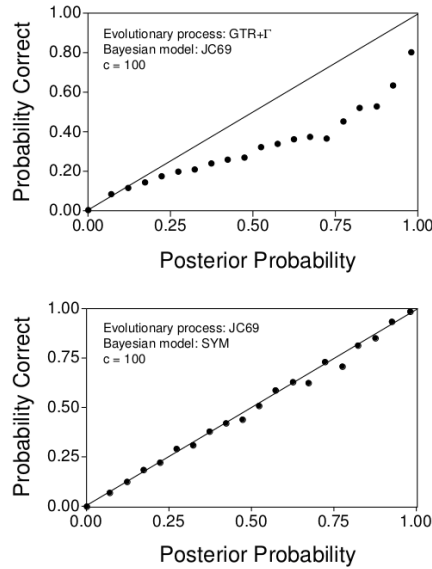 Probability Correct
1.00
0.80
0.60
0.40
0.20
0.00
Evolutionary process: GTR+Γ
Bayesian model: JC69
c = 100
0.00 0.25 0.50 0.75 1.00
Posterior Probability
Probability Correct
1.00
0.75
0.50
0.25
0.00
Evolutionary process: JC69
Bayesian model: SYM
c = 100
0.00 0.25 0.50 0.75 1.00
Posterior Probability